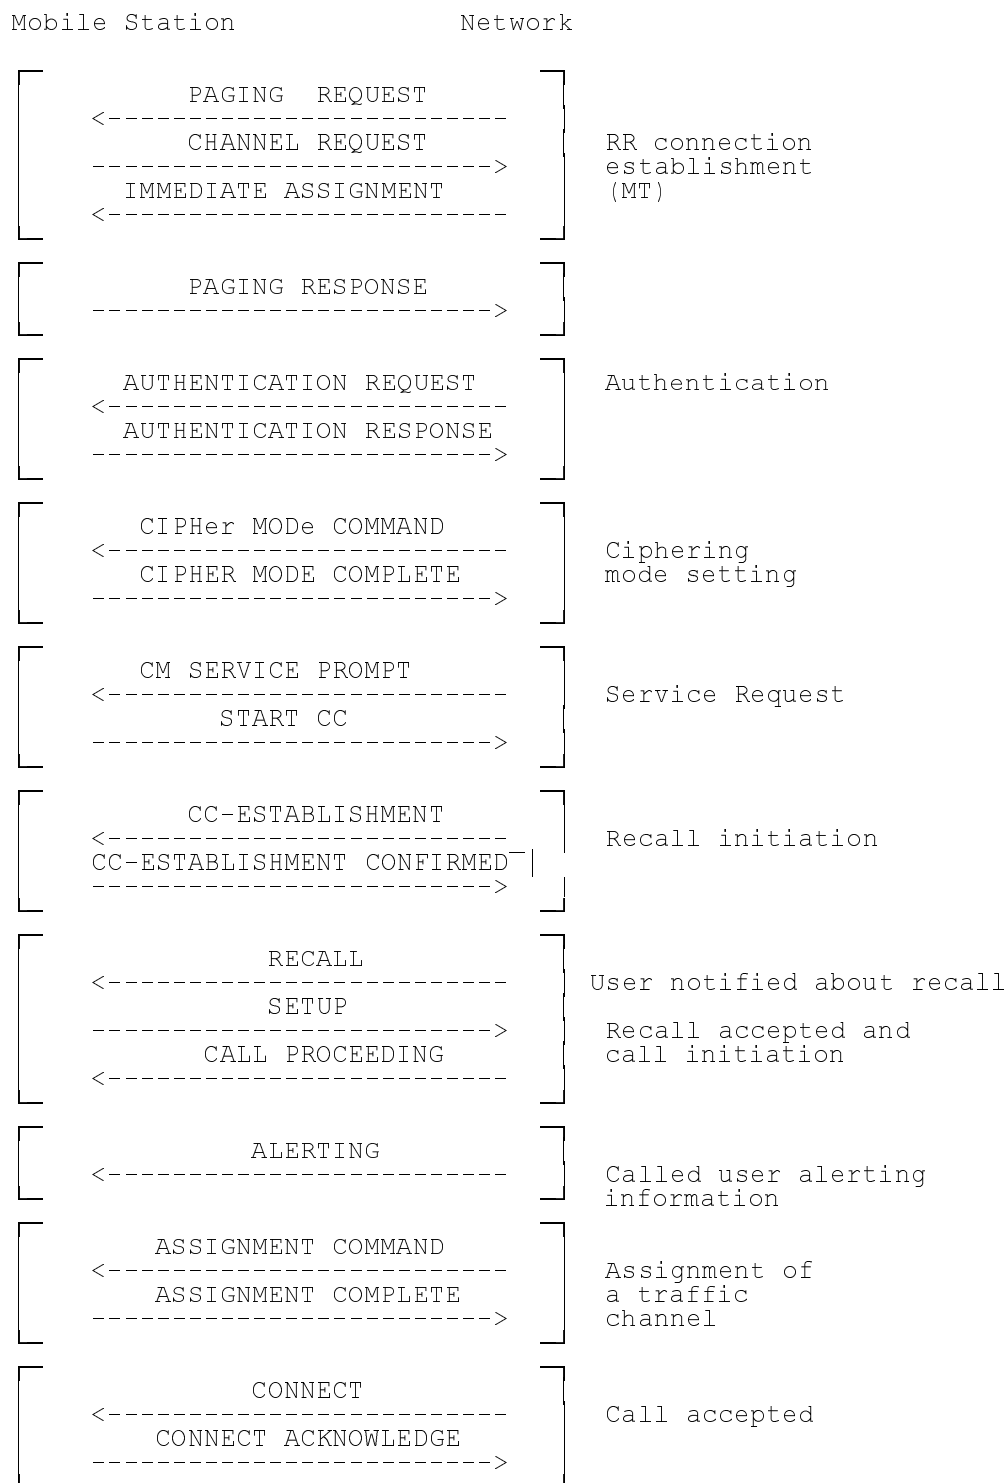 Mobile Station Network
PAGING REQUEST
<--------------------------
CHANNEL REQUEST RR connection
-------------------------> establishment
IMMEDIATE ASSIGNMENT (MT)
<--------------------------
PAGING RESPONSE
------------------------->
AUTHENTICATION REQUEST Authentication
<--------------------------
AUTHENTICATION RESPONSE
------------------------->
CIPHer MODe COMMAND
<-------------------------- Ciphering
CIPHER MODE COMPLETE mode setting
------------------------->
CM SERVICE PROMPT
<-------------------------- Service Request
START CC
------------------------->
CC-ESTABLISHMENT
<-------------------------- Recall initiation
CC-ESTABLISHMENT CONFIRMED
------------------------->
RECALL
<-------------------------- User notified about recall
SETUP
-------------------------> Recall accepted and
CALL PROCEEDING call initiation
<--------------------------
ALERTING
<-------------------------- Called user alerting
information
ASSIGNMENT COMMAND
<-------------------------- Assignment of
ASSIGNMENT COMPLETE a traffic
-------------------------> channel
CONNECT
<-------------------------- Call accepted
CONNECT ACKNOWLEDGE
------------------------->